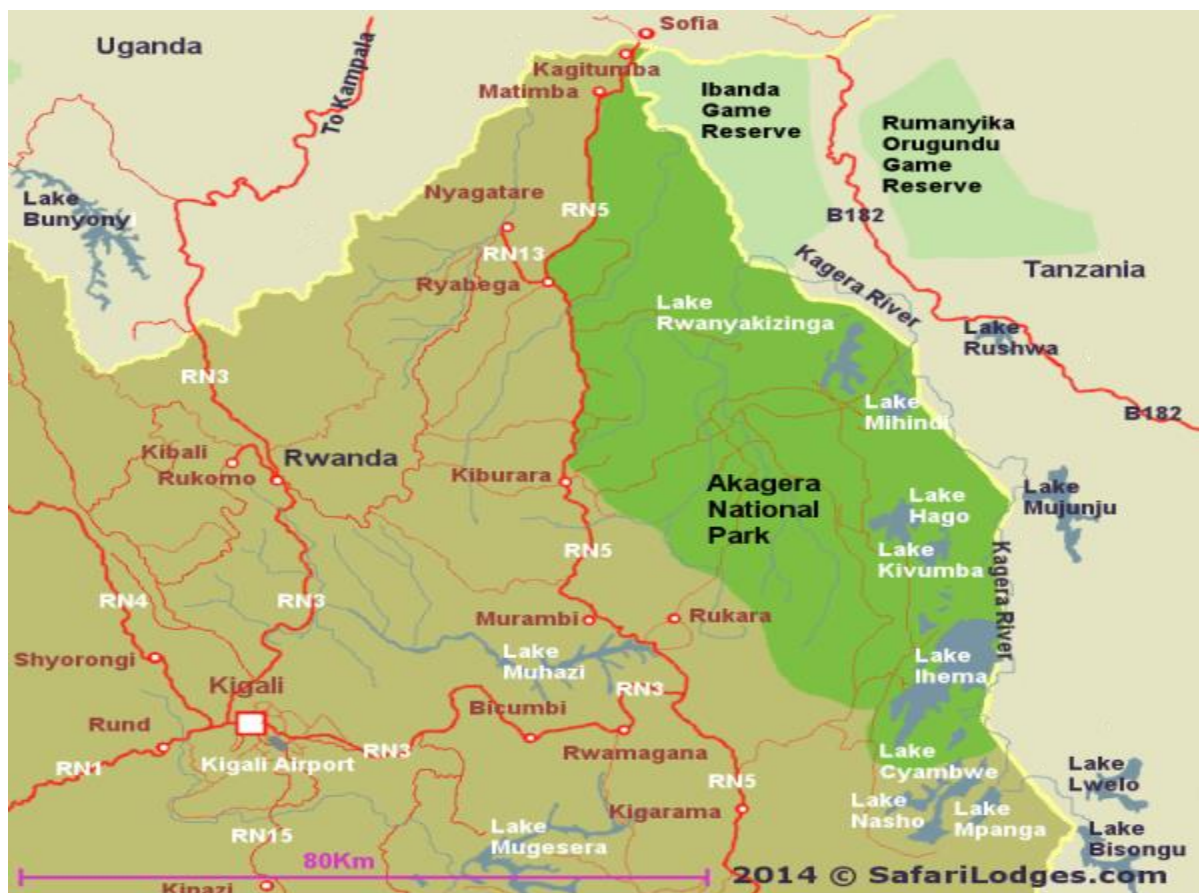 Sofia
Uganda
Kagitumba
To Kampala
Matimba
Ibanda
Game
Reserve
Rumanyika
Orugundu
Game
Reserve
Lake
Bunyony
Nyagatare
RN5
B182
RN13
Kagera River
Tanzania
Ryabega
Lake
Rwanyakizinga
Lake
Rushwa
RN3
Lake
Mihindi
B182
Kibali
Rukomo
Rwanda
Kiburara
Akagera
National
Park
Lake
Hago
Lake
Mujunju
RN5
Lake
Kivumba
Kagera River
RN4
RN3
Murambi
Rukara
Shyorongi
Lake
Muhazi
Lake
Ihema
Kigali
RN3
Bicumbi
Rund
Rwamagana
RN3
Kigali Airport
RN1
Lake
Cyambwe
Lake
Lwelo
RN5
Kigarama
Lake
Nasho
Lake
Mpanga
RN15
Lake
Mugesera
Lake
Bisongu
80Km
2014 © SafariLodges.com
Kinazi